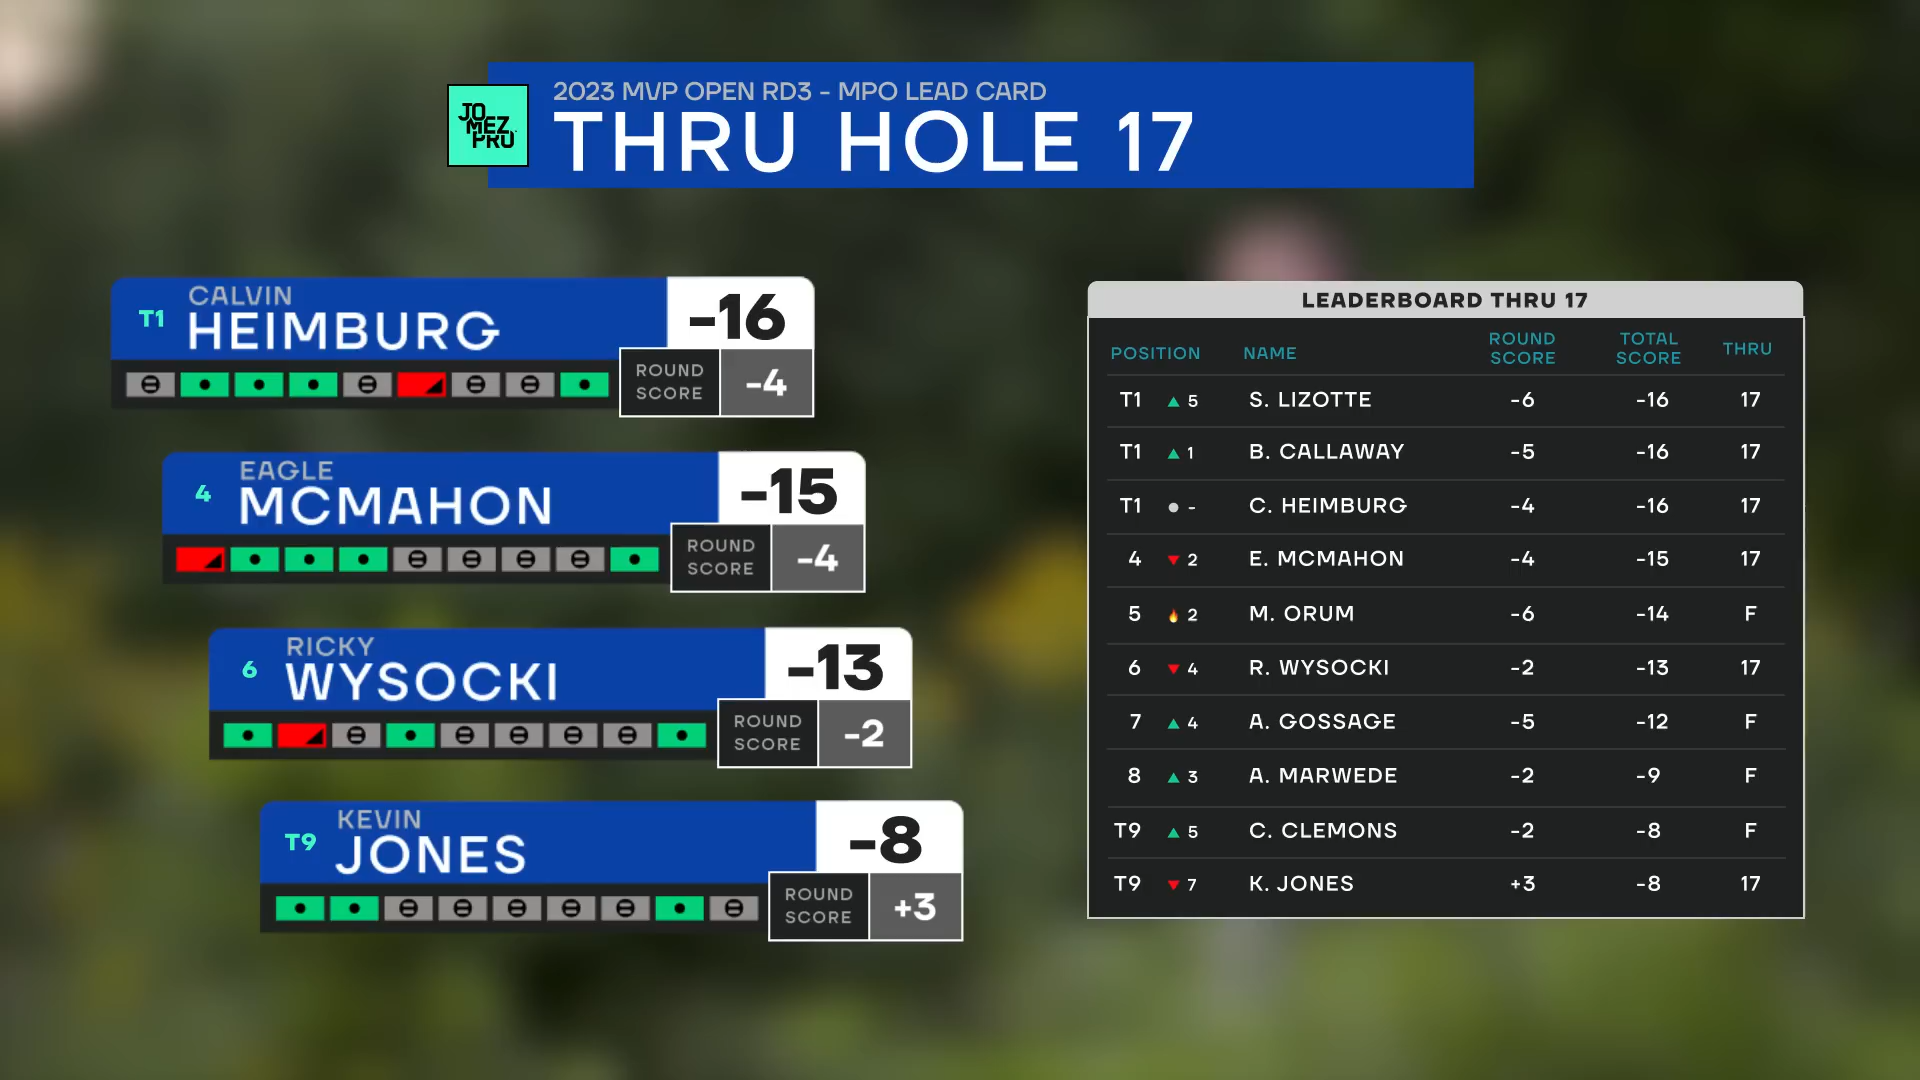 JO
MEZ
PRO
2023 MVP OPEN RD3 - MPO LEAD CARD
THRU HOLE 17
T1 CALVIN
HEIMBURG -16
ROUND
SCORE -4
4 EAGLE
MCMAHON -15
ROUND
SCORE -4
6 RICKY
WYSOCKI -13
ROUND
SCORE -2
T9 KEVIN
JONES -8
ROUND
SCORE +3
LEADERBOARD THRU 17
POSITION NAME ROUND SCORE TOTAL SCORE THRU
T1 ▲ 5 S. LIZOTTE -6 -16 17
T1 ▲ 1 B. CALLAWAY -5 -16 17
T1 ● - C. HEIMBURG -4 -16 17
4 ▼ 2 E. MCMAHON -4 -15 17
5 🔥 2 M. ORUM -6 -14 F
6 ▼ 4 R. WYSOCKI -2 -13 17
7 ▲ 4 A. GOSSAGE -5 -12 F
8 ▲ 3 A. MARWEDE -2 -9 F
T9 ▲ 5 C. CLEMONS -2 -8 F
T9 ▼ 7 K. JONES +3 -8 17